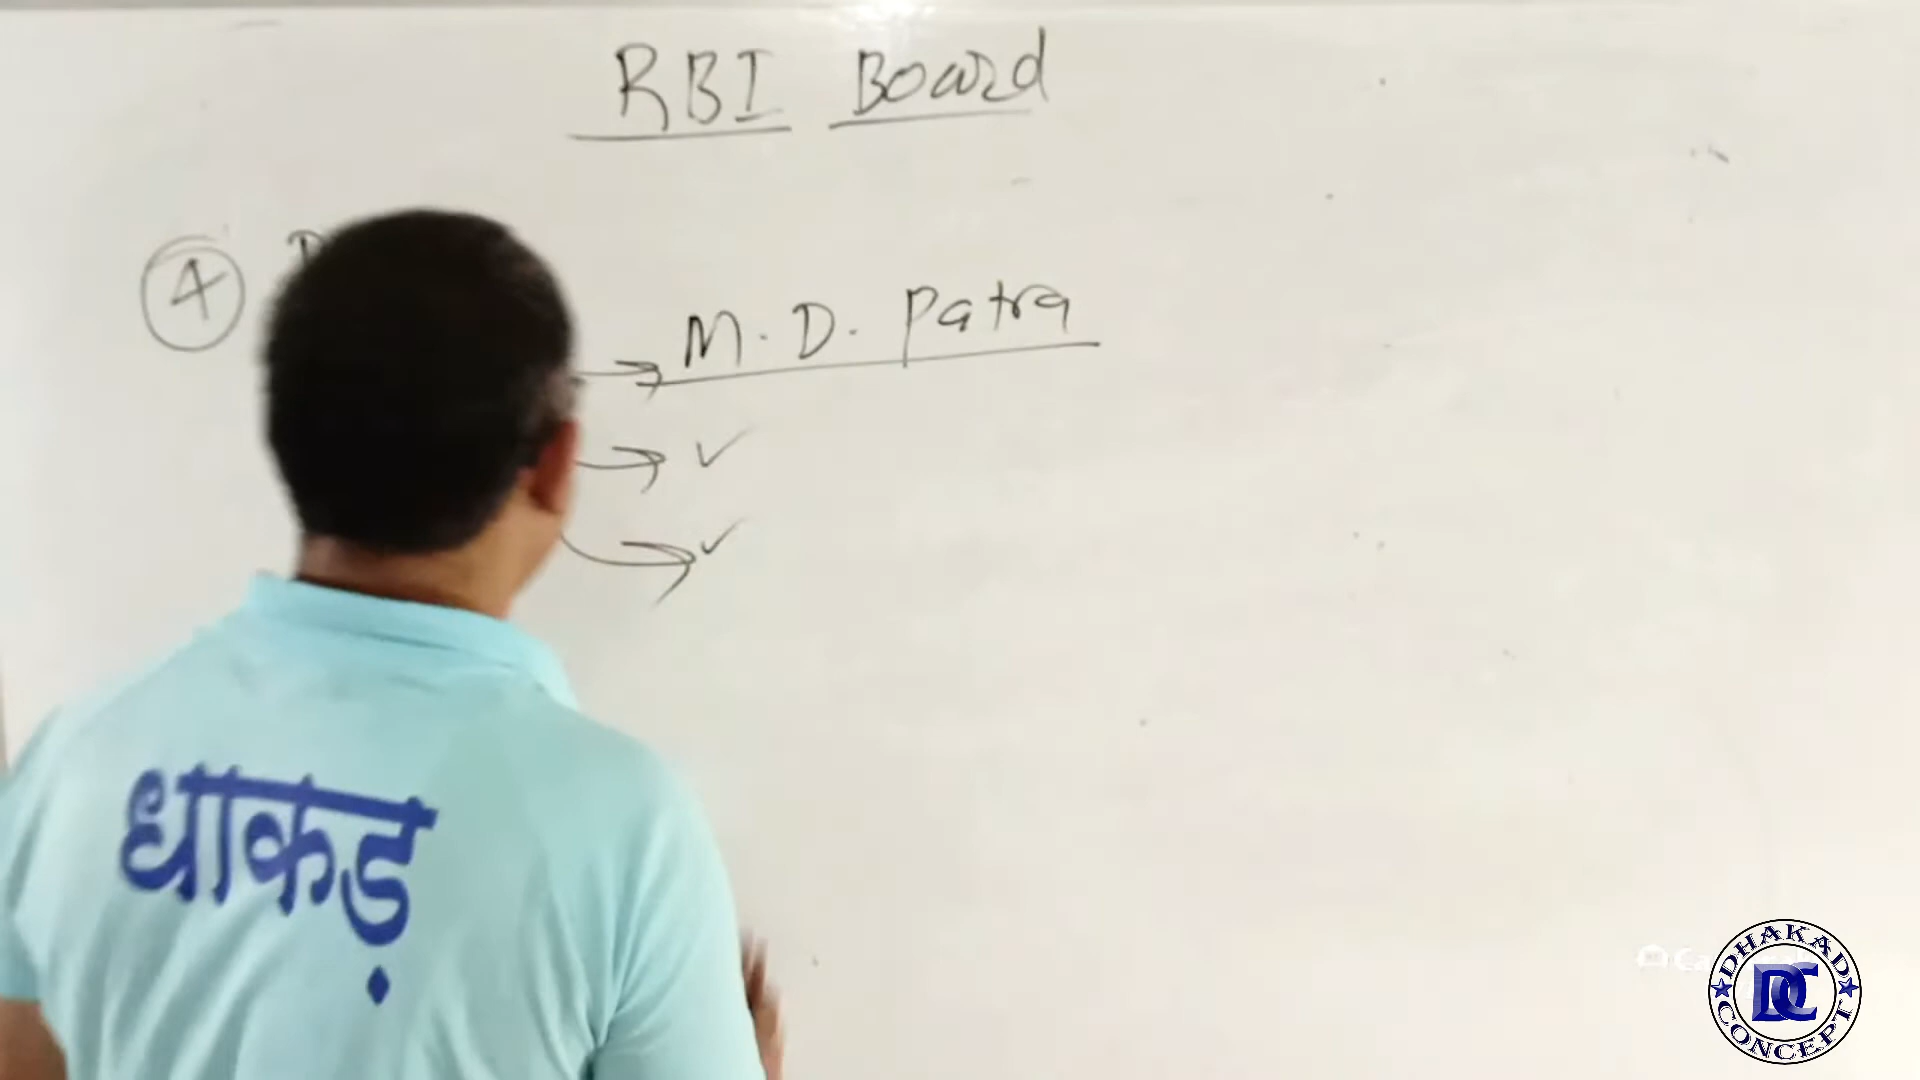 RBI Board
4
M. D. Patra
धाकड़
DHAKAD
DC
CONCEPT